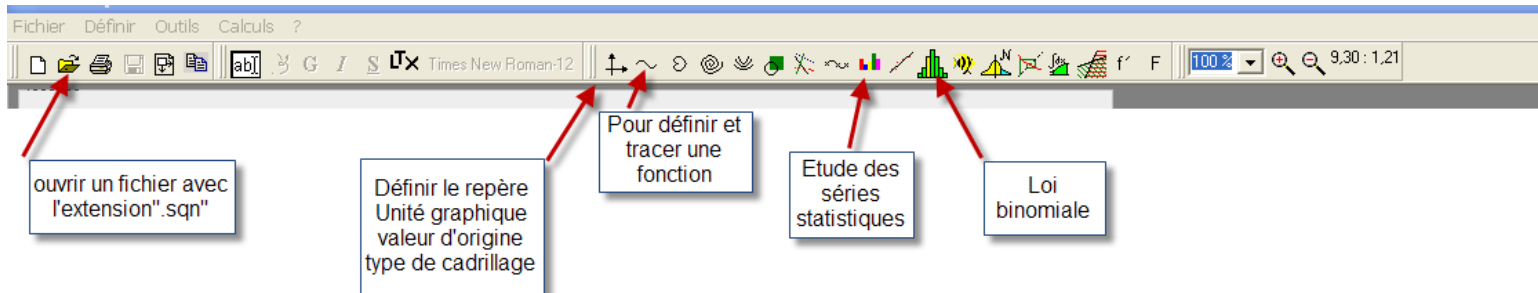 Fichier Définir Outils Calculs ?
abI G I S LTX Times New Roman-12 N f' F 100 % 9,30 : 1,21
ouvrir un fichier avec
l'extension".sqn"
Définir le repère
Unité graphique
valeur d'origine
type de cadrillage
Pour définir et
tracer une
fonction
Etude des
séries
statistiques
Loi
binomiale